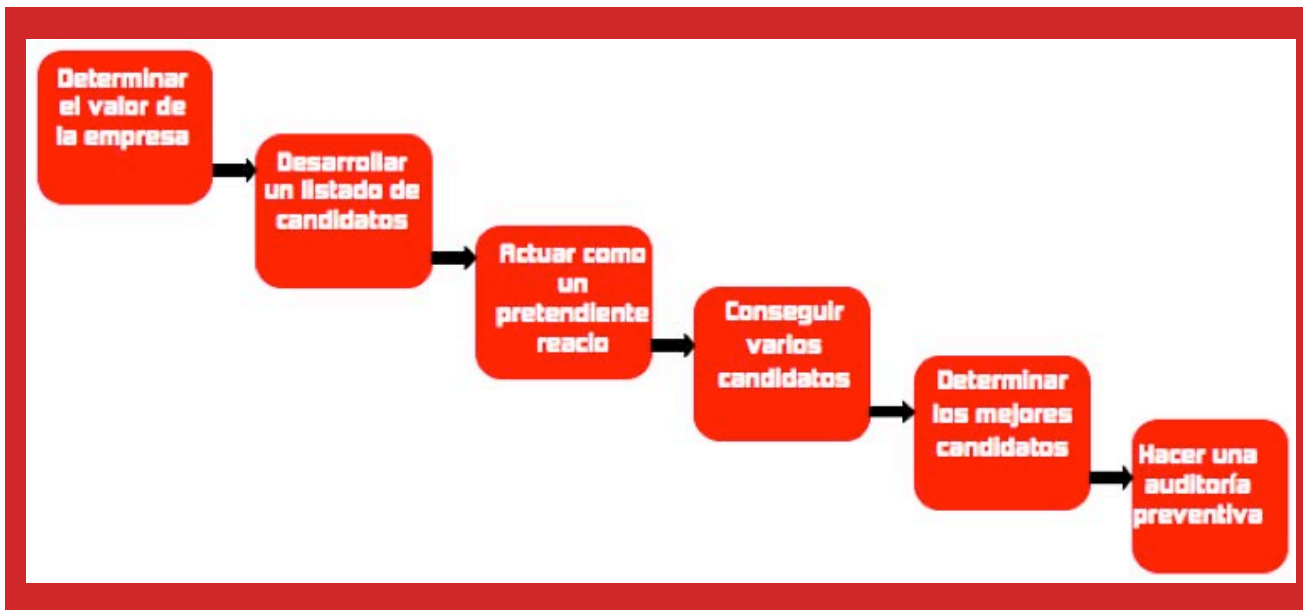 Determinar
el valor de
la empresa
Desarrollar
un listado de
candidatos
Actuar como
un
pretendiente
reacio
Conseguir
varios
candidatos
Determinar
los mejores
candidatos
Hacer una
auditoría
preventiva